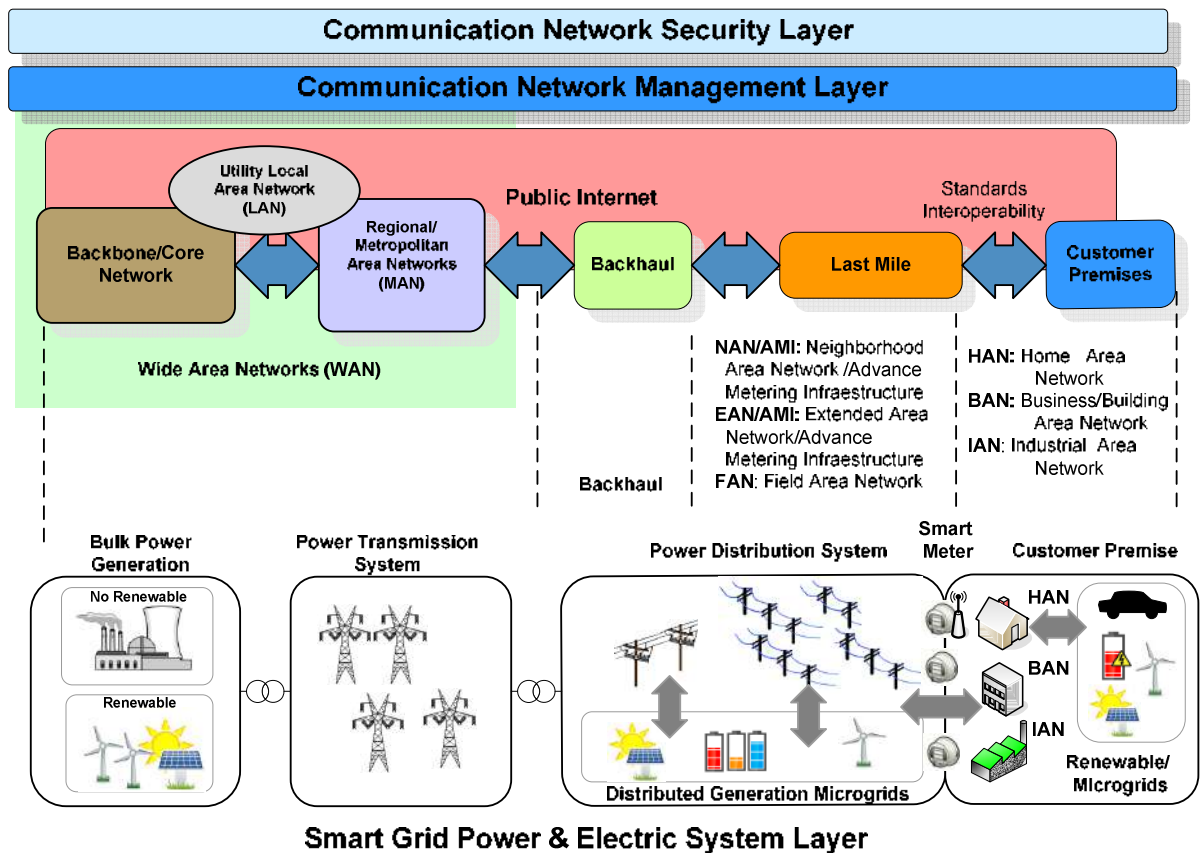 Communication Network Security Layer
Communication Network Management Layer
Utility Local
Area Network
(LAN)
Public Internet
Standards
Interoperability
Backbone/Core
Network
Regional/
Metropolitan
Area Networks
(MAN)
Backhaul
Last Mile
Customer
Premises
Wide Area Networks (WAN)
NAN/AMI: Neighborhood
Area Network /Advance
Metering Infraestructure
EAN/AMI: Extended Area
Network/Advance
Metering Infraestructure
FAN: Field Area Network
HAN: Home Area
Network
BAN: Business/Building
Area Network
IAN: Industrial Area
Network
Backhaul
Bulk Power
Generation
Power Transmission
System
Power Distribution System
Smart
Meter
Customer Premise
No Renewable
Renewable
HAN
BAN
IAN
Renewable/
Microgrids
Distributed Generation Microgrids
Smart Grid Power & Electric System Layer